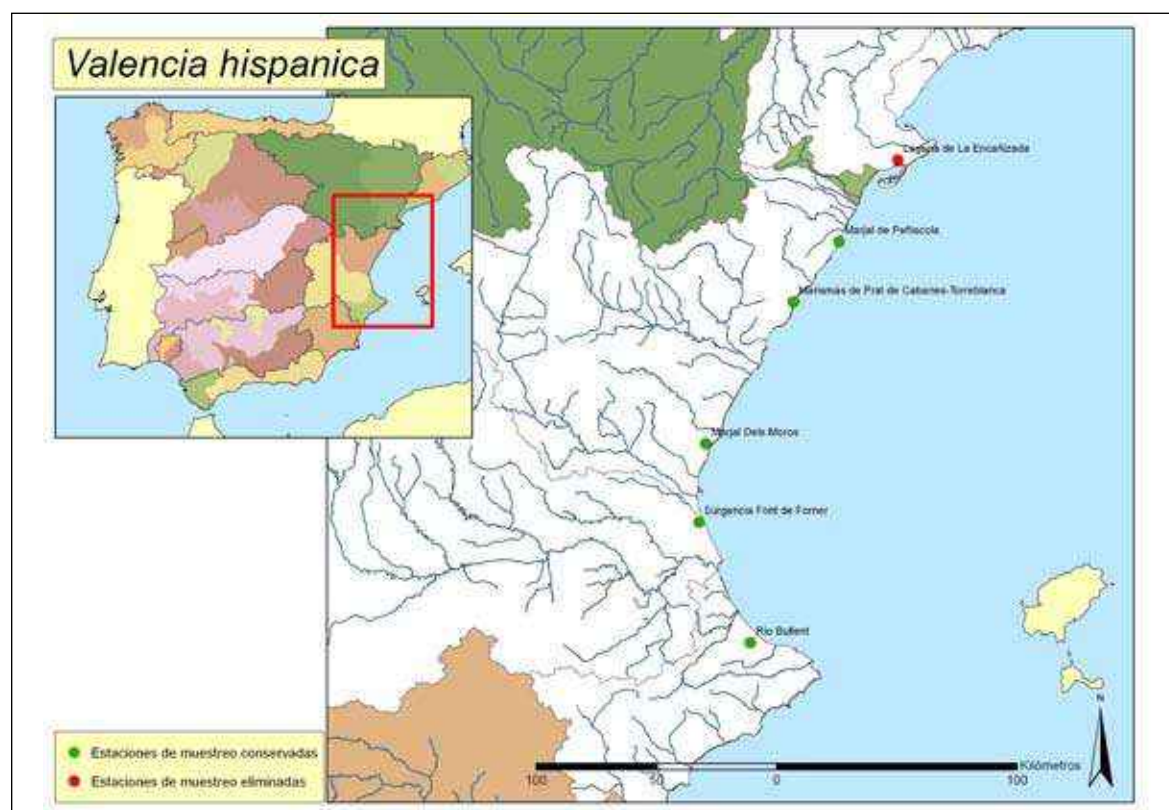 Valencia hispanica
Laguna de La Encañizada
Marjal de Peñiscola
Marismas de Prat de Cabanes-Torreblanca
Marjal Dels Moros
Surgencia Font de Forner
Río Bullent
N
Estaciones de muestreo conservadas
Estaciones de muestreo eliminadas
100 50 0 100
Kilómetros